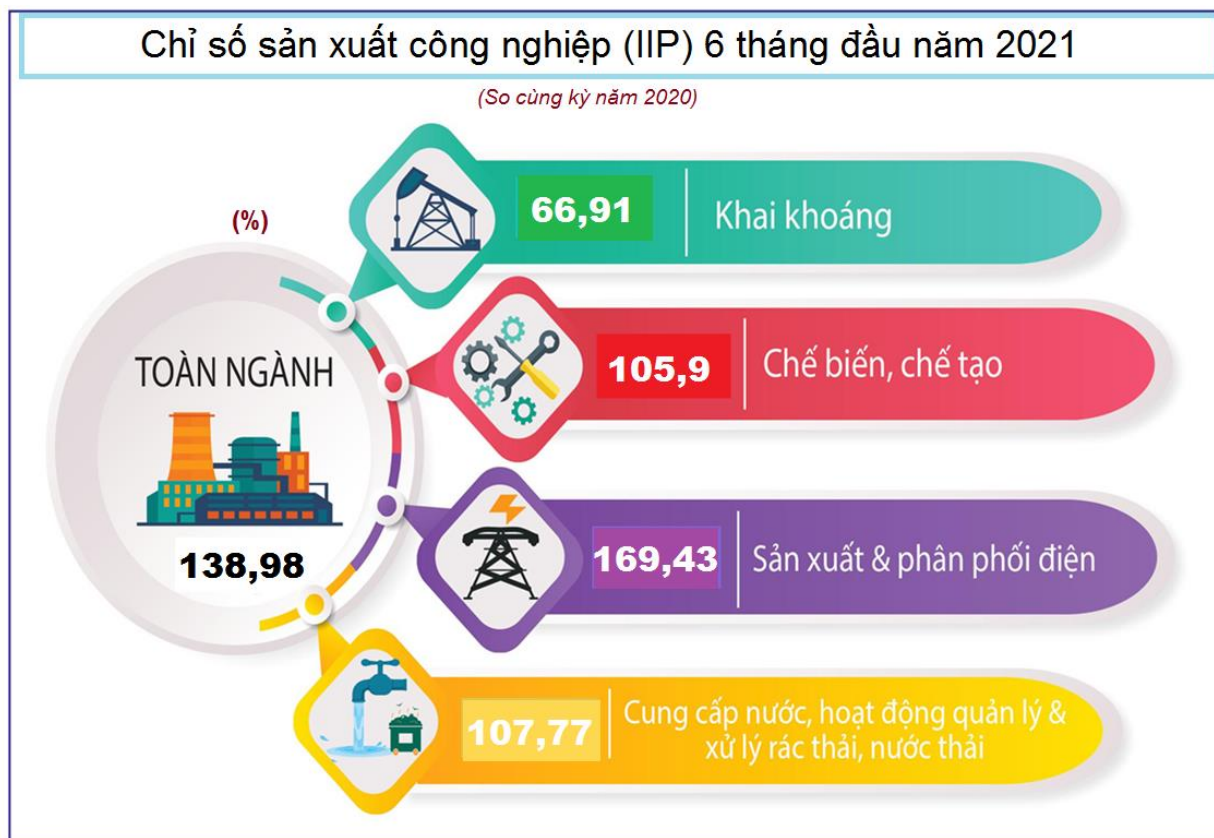 Chỉ số sản xuất công nghiệp (IIP) 6 tháng đầu năm 2021
(So cùng kỳ năm 2020)
(%)
TOÀN NGÀNH
138,98
66,91
Khai khoáng
105,9
Chế biến, chế tạo
169,43
Sản xuất & phân phối điện
107,77
Cung cấp nước, hoạt động quản lý &
xử lý rác thải, nước thải